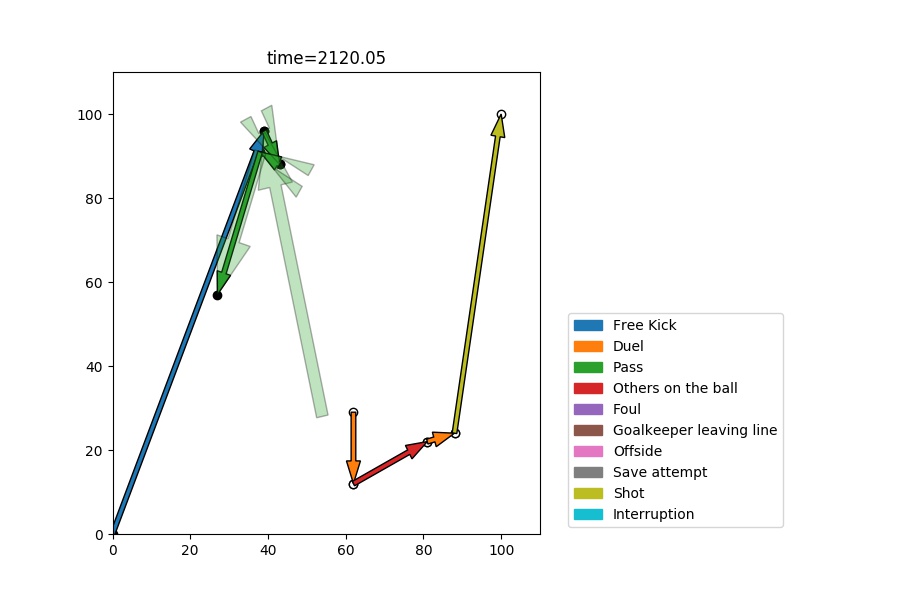 time=2120.05
100
80
60
40
20
0
0 20 40 60 80 100
Free Kick
Duel
Pass
Others on the ball
Foul
Goalkeeper leaving line
Offside
Save attempt
Shot
Interruption